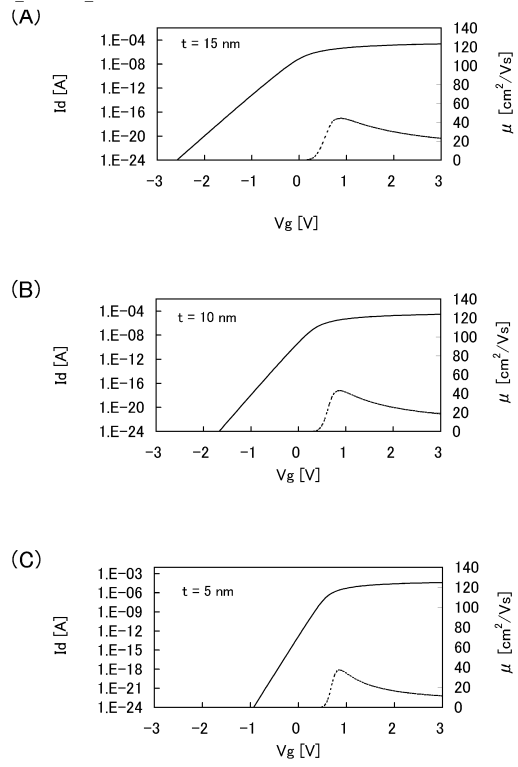 (A)
t = 15 nm
Id [A]
1.E-04
1.E-08
1.E-12
1.E-16
1.E-20
1.E-24
140
120
100
80
60
40
20
0
μ [cm²/Vs]
-3 -2 -1 0 1 2 3
Vg [V]
(B)
t = 10 nm
Id [A]
1.E-04
1.E-08
1.E-12
1.E-16
1.E-20
1.E-24
140
120
100
80
60
40
20
0
μ [cm²/Vs]
-3 -2 -1 0 1 2 3
Vg [V]
(C)
t = 5 nm
Id [A]
1.E-03
1.E-06
1.E-09
1.E-12
1.E-15
1.E-18
1.E-21
1.E-24
140
120
100
80
60
40
20
0
μ [cm²/Vs]
-3 -2 -1 0 1 2 3
Vg [V]